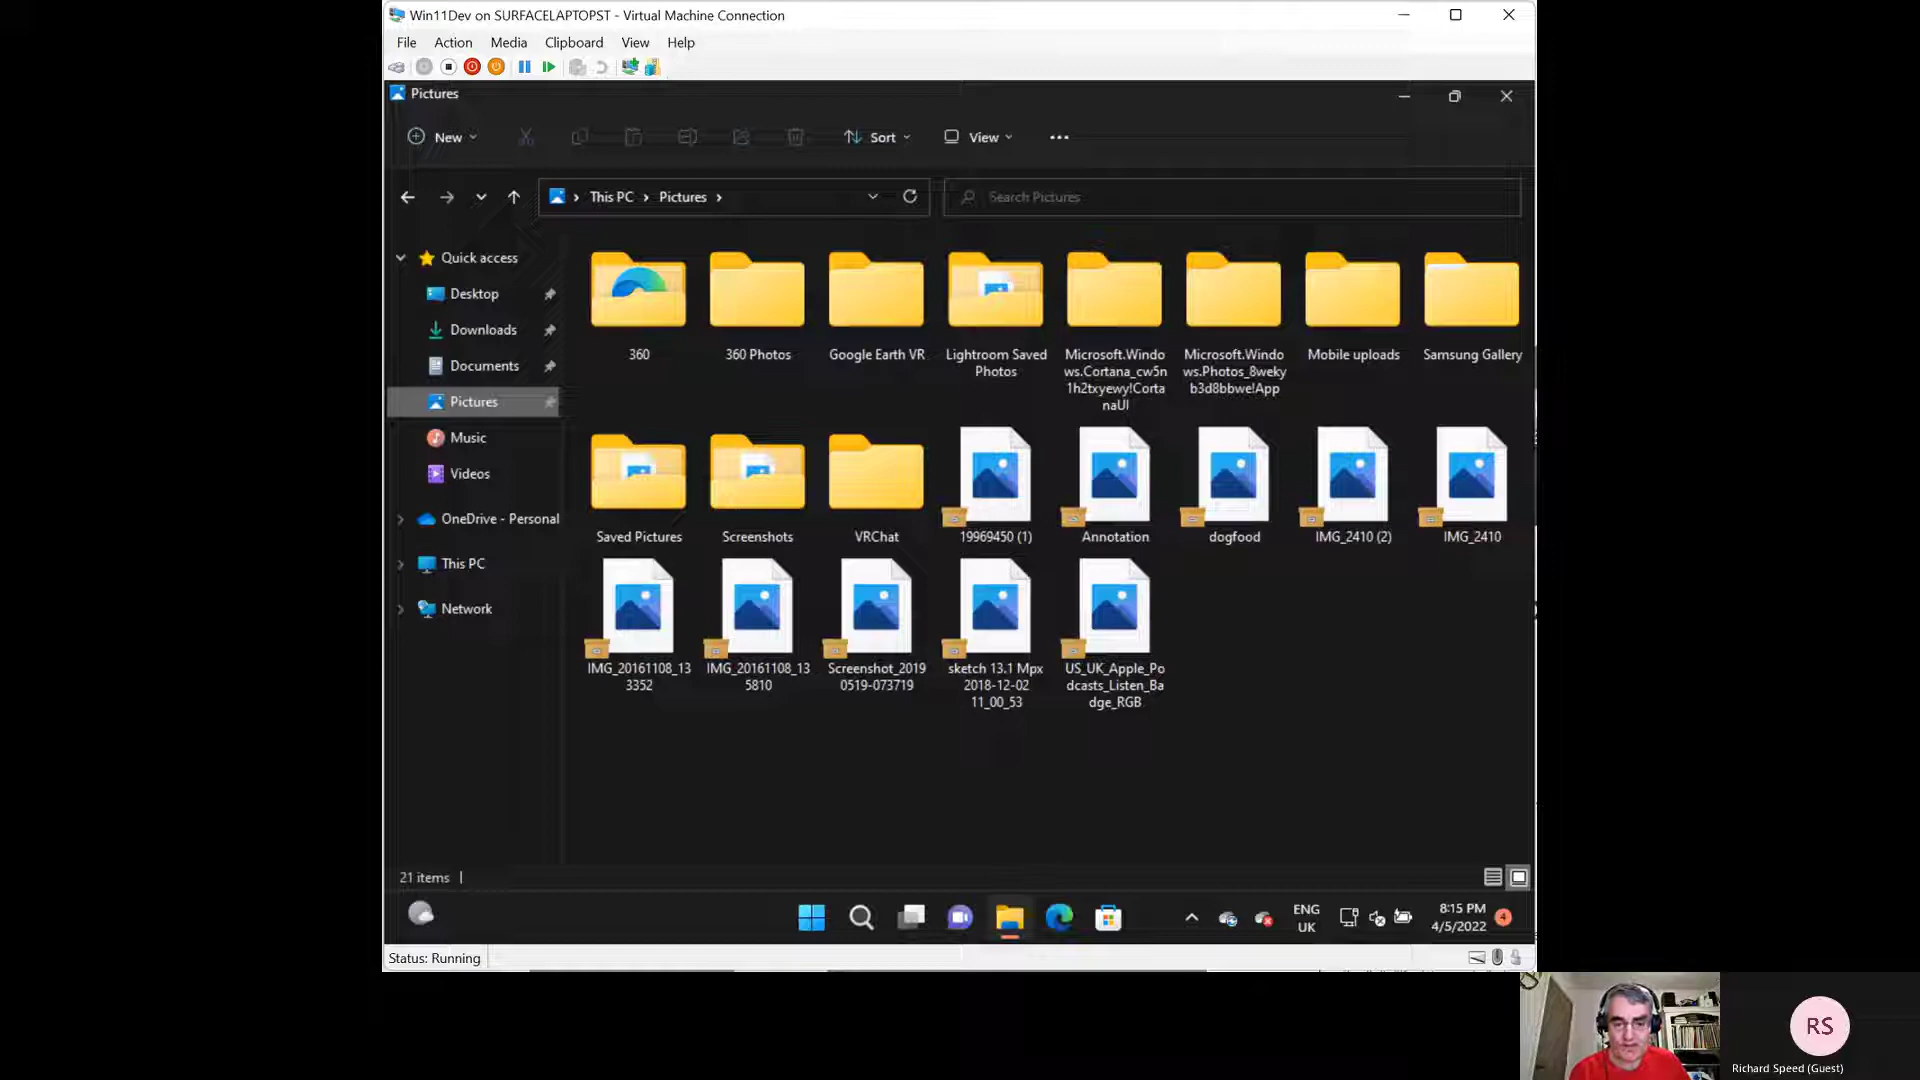 Win11Dev on SURFACELAPTOPST - Virtual Machine Connection
File Action Media Clipboard View Help
Pictures
New Sort View
This PC Pictures
Search Pictures
Quick access
Desktop
Downloads
Documents
Pictures
Music
Videos
OneDrive - Personal
This PC
Network
360
360 Photos
Google Earth VR
Lightroom Saved
Photos
Microsoft.Windo
ws.Cortana_cw5n
1h2txyewy!Corta
naUI
Microsoft.Windo
ws.Photos_8weky
b3d8bbwe!App
Mobile uploads
Samsung Gallery
Saved Pictures
Screenshots
VRChat
19969450 (1)
Annotation
dogfood
IMG_2410 (2)
IMG_2410
IMG_20161108_13
3352
IMG_20161108_13
5810
Screenshot_2019
0519-073719
sketch 13.1 Mpx
2018-12-02
11_00_53
US_UK_Apple_Po
dcasts_Listen_Ba
dge_RGB
21 items
ENG
UK
8:15 PM
4/5/2022
4
Status: Running
RS
Richard Speed (Guest)